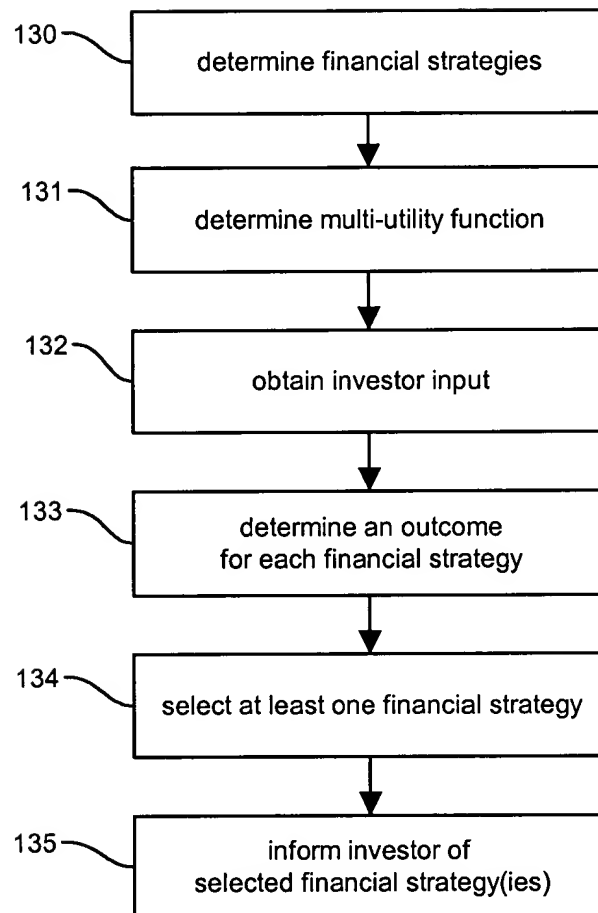 130
determine financial strategies
131
determine multi-utility function
132
obtain investor input
133
determine an outcome
for each financial strategy
134
select at least one financial strategy
135
inform investor of
selected financial strategy(ies)